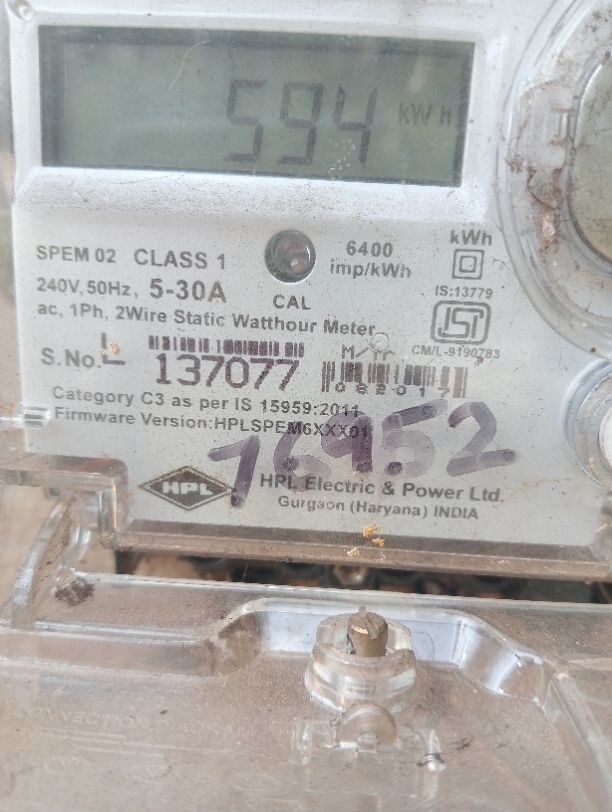 594 kWh
SPEM 02 CLASS 1
240V, 50Hz, 5-30A
CAL
6400
imp/kWh
kWh
IS:13779
ac, 1Ph, 2Wire Static Watthour Meter
CM/L-9190783
S.No. L 137077
M/Yr
082017
Category C3 as per IS 15959:2011
Firmware Version:HPLSPEM6XXX01
76952
HPL
HPL Electric & Power Ltd.
Gurgaon (Haryana) INDIA